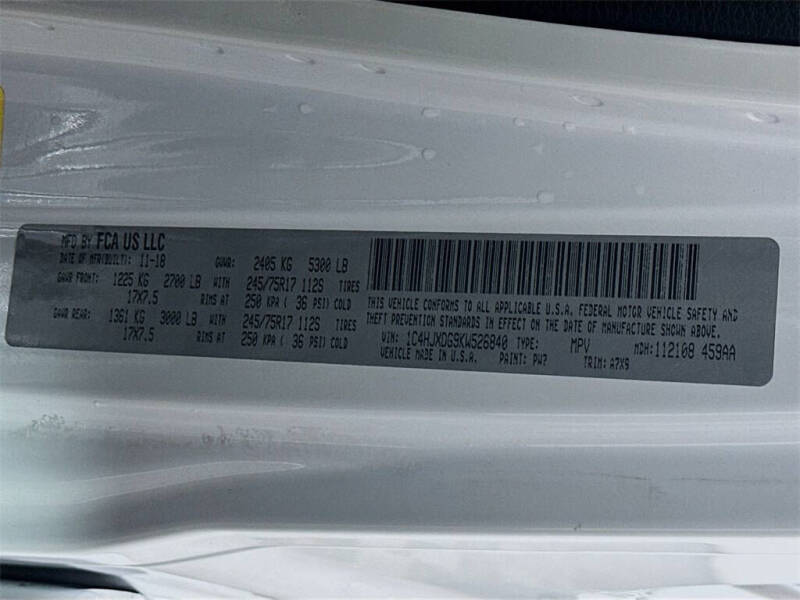 MFD BY FCA US LLC
DATE OF MFR(BUILT): 11-18 GVWR: 2405 KG 5300 LB
GAWR FRONT: 1225 KG 2700 LB WITH 245/75R17 112S TIRES
17X7.5 RIMS AT 250 KPA ( 36 PSI) COLD
GAWR REAR: 1361 KG 3000 LB WITH 245/75R17 112S TIRES
17X7.5 RIMS AT 250 KPA ( 36 PSI) COLD
THIS VEHICLE CONFORMS TO ALL APPLICABLE U.S.A. FEDERAL MOTOR VEHICLE SAFETY AND
THEFT PREVENTION STANDARDS IN EFFECT ON THE DATE OF MANUFACTURE SHOWN ABOVE.
VIN: 1C4HJXDG9KW526840 TYPE: MPV MDH: 112108 459AA
VEHICLE MADE IN U.S.A. PAINT: PW7 TRIM: A7X9